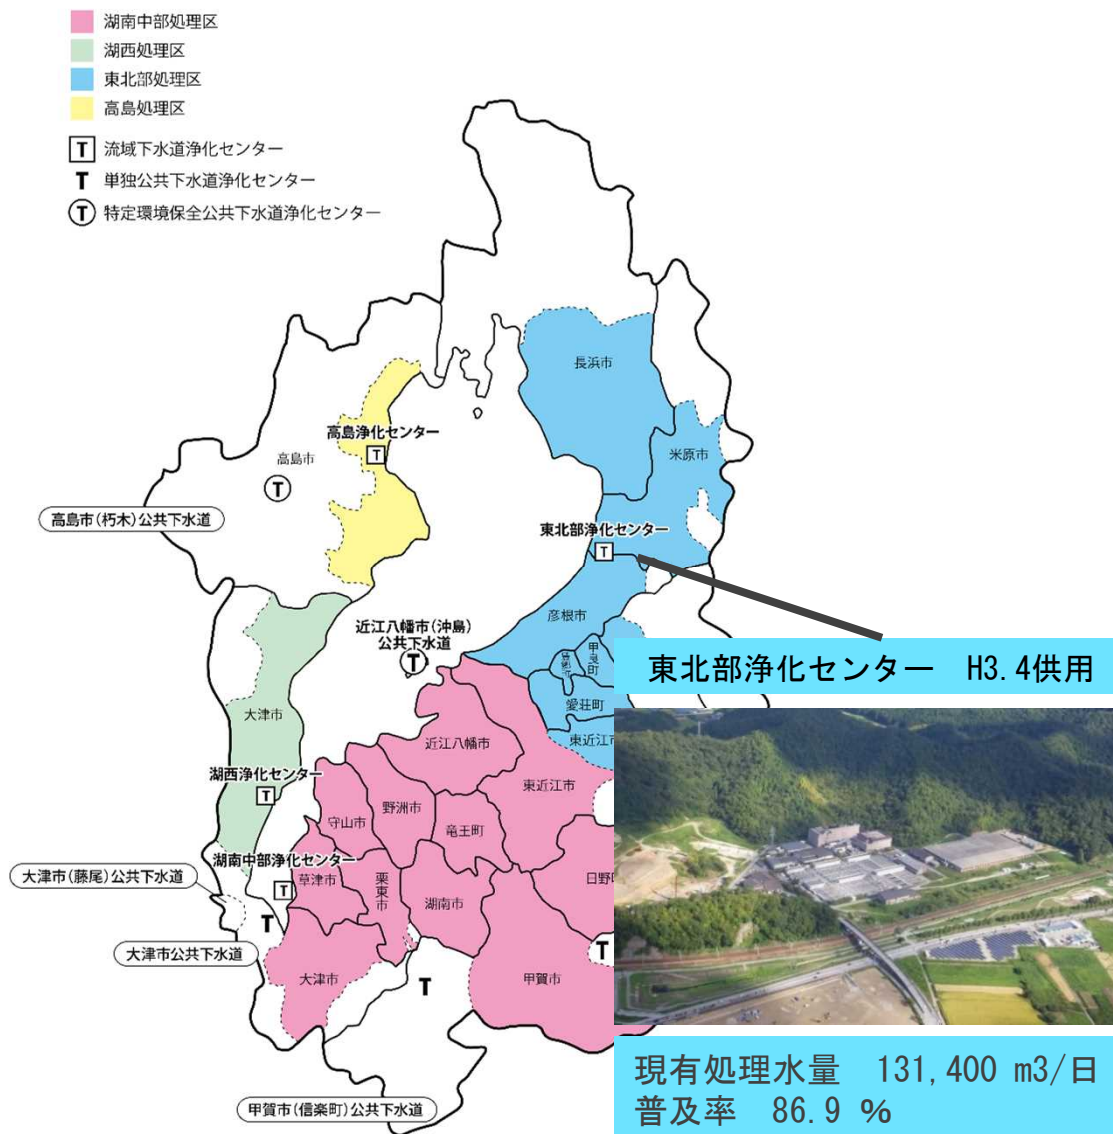 湖南中部処理区
湖西処理区
東北部処理区
高島処理区
T 流域下水道浄化センター
T 単独公共下水道浄化センター
T 特定環境保全公共下水道浄化センター
長浜市
高島浄化センター
T
米原市
高島市
T
高島市(朽木)公共下水道
東北部浄化センター
T
彦根市
近江八幡市(沖島)
公共下水道
T
甲良町
東北部浄化センター H3.4供用
愛荘町
大津市
近江八幡市
東近江市
湖西浄化センター
T
東近江市
守山市
野洲市
竜王町
湖南中部浄化センター
T
草津市
栗東市
日野町
大津市(藤尾)公共下水道
湖南市
T
大津市公共下水道
T
大津市
甲賀市
T
現有処理水量 131,400 m3/日
普及率 86.9 %
甲賀市(信楽町)公共下水道